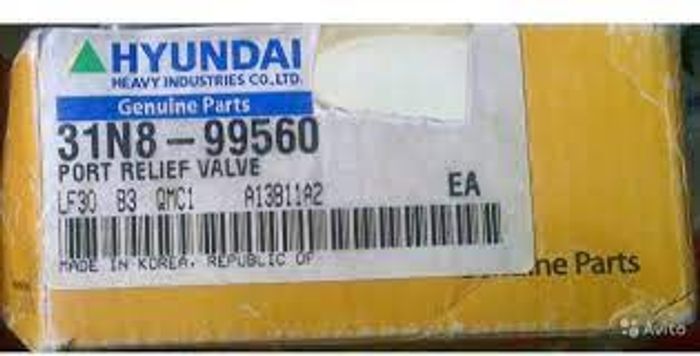 HYUNDAI
HEAVY INDUSTRIES CO.,LTD.
Genuine Parts
31N8-99560
PORT RELIEF VALVE
LF30 B3 QMC1 A13B11A2
EA
MADE IN KOREA, REPUBLIC OF
Genuine Parts
Avito